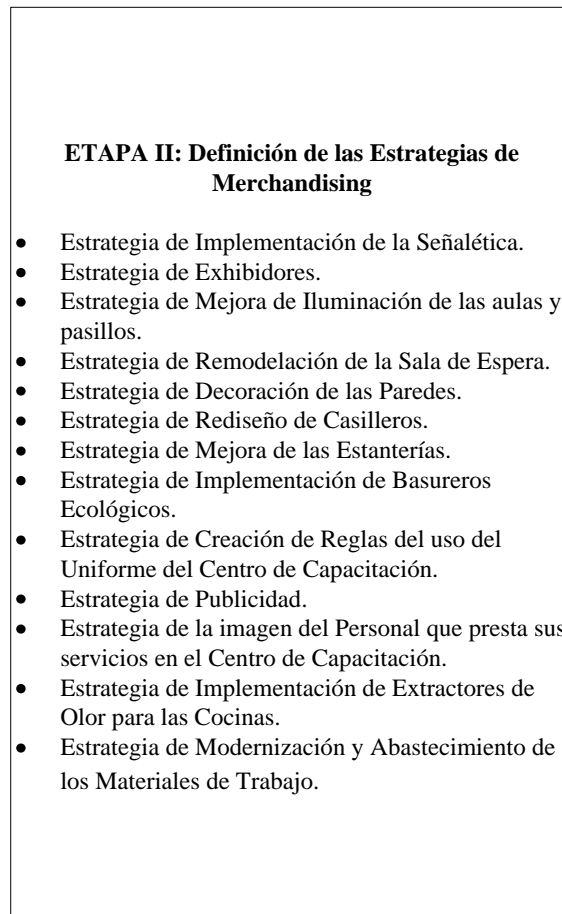 ETAPA II: Definición de las Estrategias de
Merchandising
• Estrategia de Implementación de la Señalética.
• Estrategia de Exhibidores.
• Estrategia de Mejora de Iluminación de las aulas y
pasillos.
• Estrategia de Remodelación de la Sala de Espera.
• Estrategia de Decoración de las Paredes.
• Estrategia de Rediseño de Casilleros.
• Estrategia de Mejora de las Estanterías.
• Estrategia de Implementación de Basureros
Ecológicos.
• Estrategia de Creación de Reglas del uso del
Uniforme del Centro de Capacitación.
• Estrategia de Publicidad.
• Estrategia de la imagen del Personal que presta sus
servicios en el Centro de Capacitación.
• Estrategia de Implementación de Extractores de
Olor para las Cocinas.
• Estrategia de Modernización y Abastecimiento de
los Materiales de Trabajo.